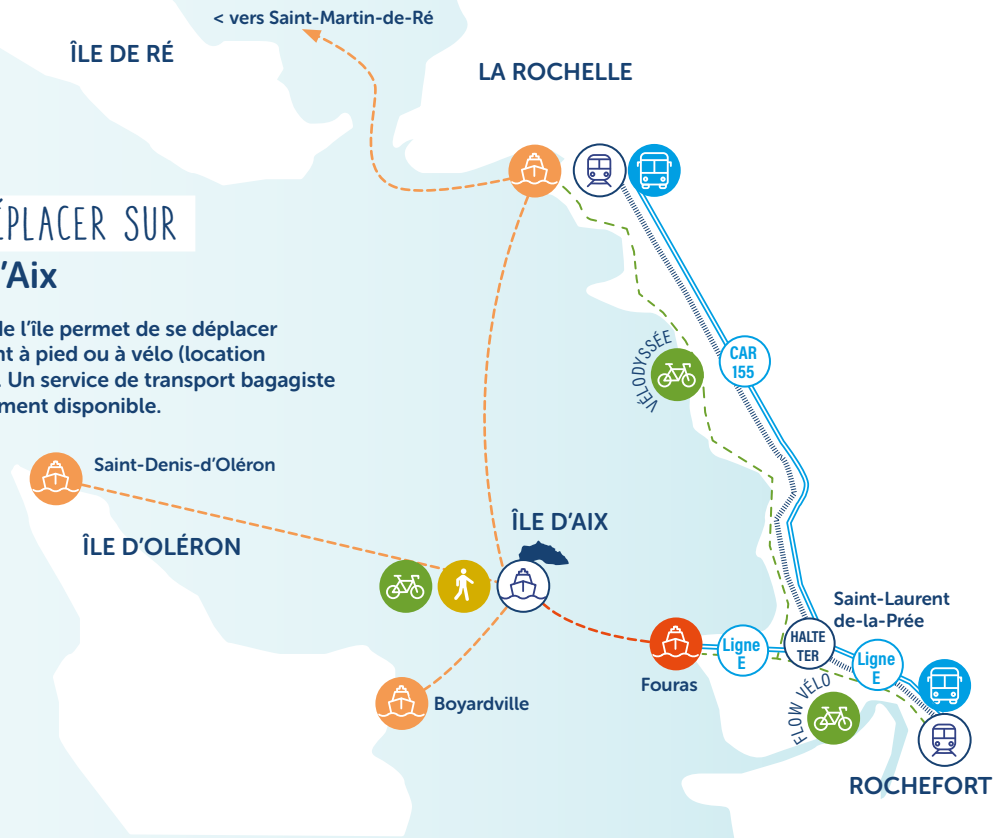 < vers Saint-Martin-de-Ré
ÎLE DE RÉ
LA ROCHELLE
ÉPLACER SUR
'Aix
de l'île permet de se déplacer
nt à pied ou à vélo (location
. Un service de transport bagagiste
ment disponible.
VÉLODYSSÉE
CAR
155
Saint-Denis-d'Oléron
ÎLE D'OLÉRON
ÎLE D'AIX
Saint-Laurent
de-la-Prée
HALTE
TER
Ligne
E
Ligne
E
Fouras
Boyardville
FLOW VÉLO
ROCHEFORT